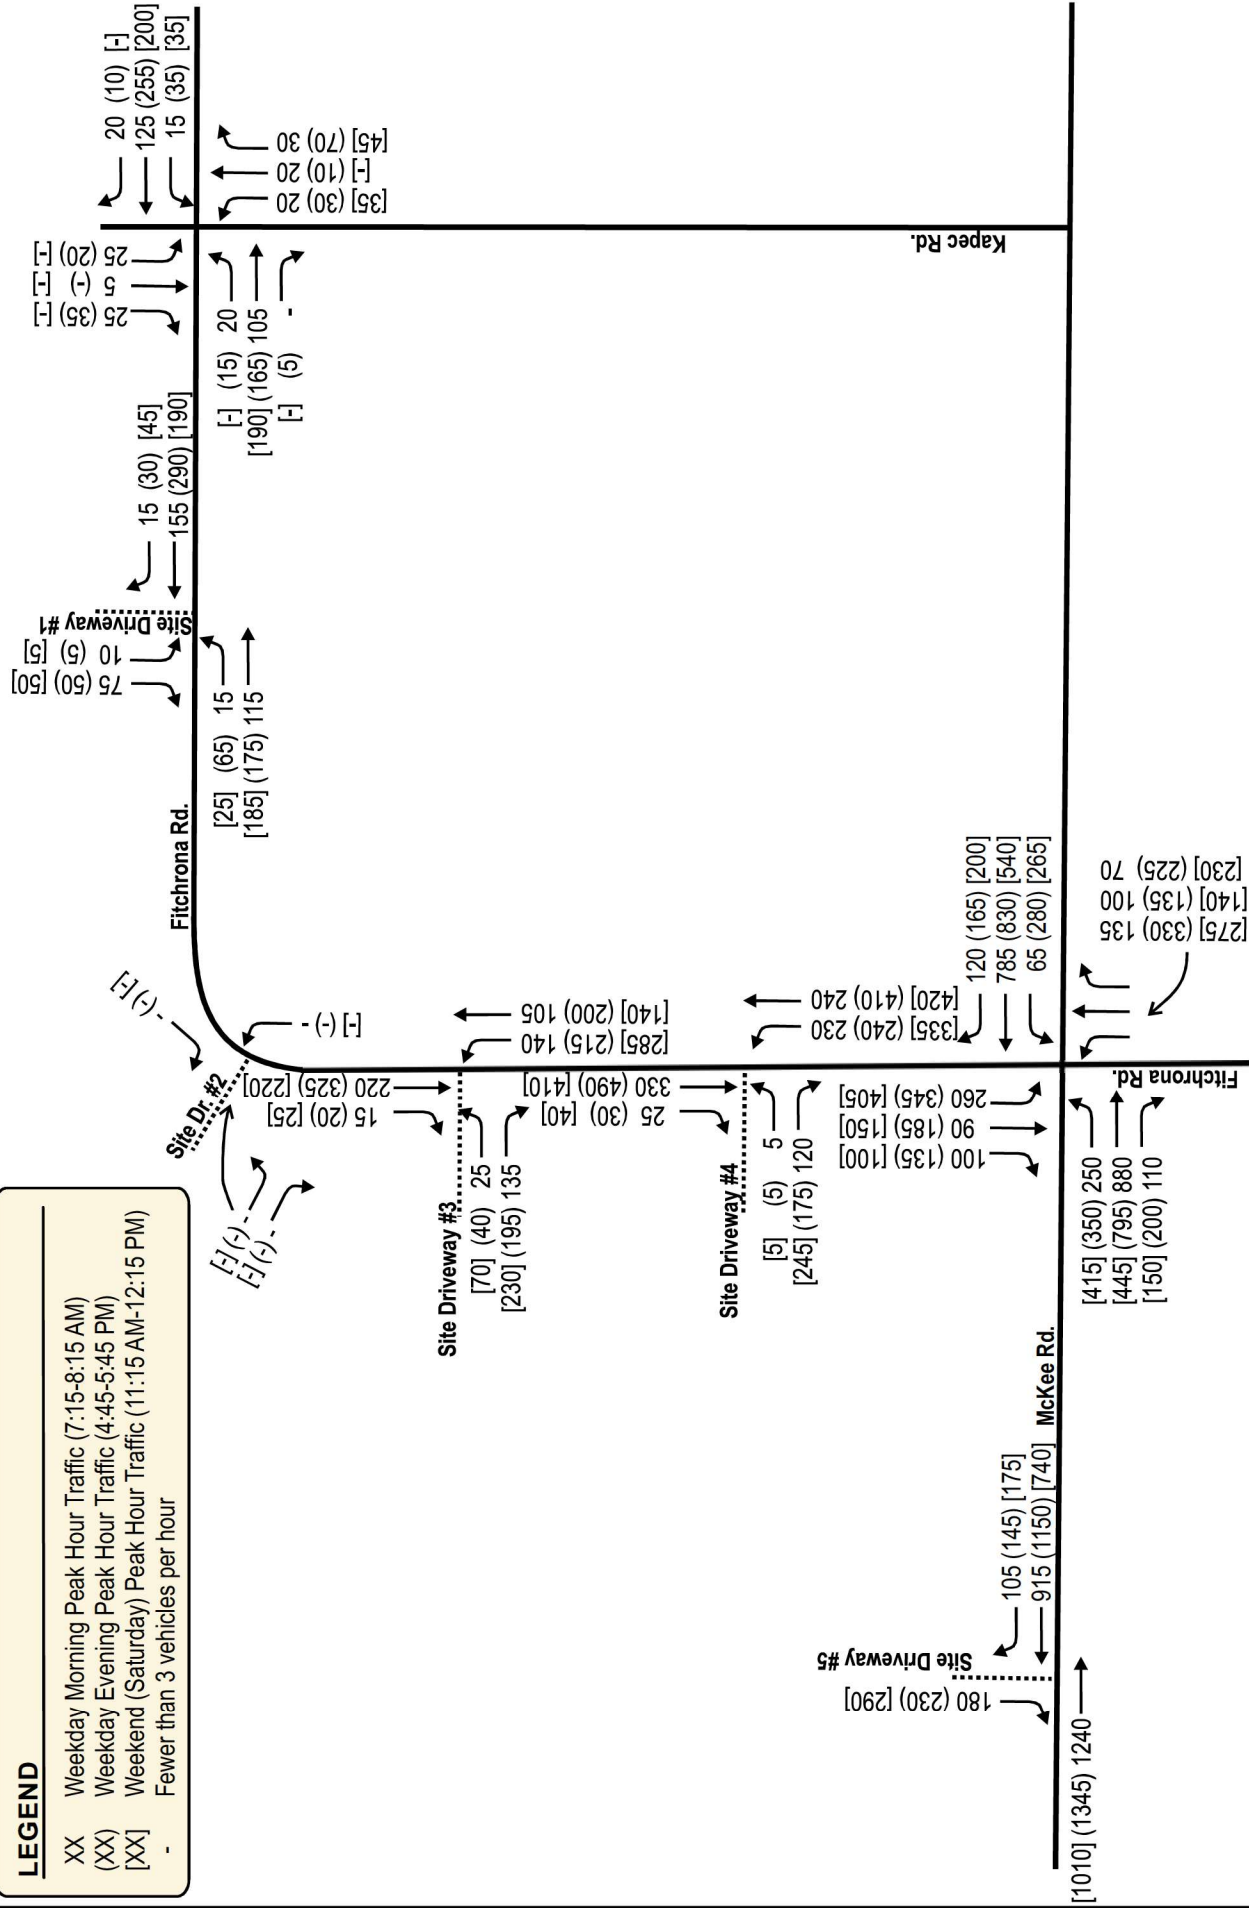 LEGEND
XX Weekday Morning Peak Hour Traffic (7:15-8:15 AM)
(XX) Weekday Evening Peak Hour Traffic (4:45-5:45 PM)
[XX] Weekend (Saturday) Peak Hour Traffic (11:15 AM-12:15 PM)
- Fewer than 3 vehicles per hour
20 (10) [-]
125 (255) [200]
15 (35) [35]
25 (20) [-]
5 (-) [-]
25 (35) [-]
[45] (70) 30
[-] (10) 20
[35] (30) 20
[-] (15) 20
[190] (165) 105
[-] (5) -
Kapec Rd.
15 (30) [45]
155 (290) [190]
Site Driveway #1
10 (5) [5]
75 (50) [50]
[25] (65) 15
[185] (175) 115
Fitchrona Rd.
- (-) [-]
[-] (-) -
Site Dr. #2
[-] (-) -
[-] (-) -
220 (325) [220]
15 (20) [25]
[140] (200) 105
[285] (215) 140
Site Driveway #3
[70] (40) 25
[230] (195) 135
330 (490) [410]
25 (30) [40]
[420] (410) 240
[335] (240) 230
Site Driveway #4
[5] (5) 5
[245] (175) 120
120 (165) [200]
785 (830) [540]
65 (280) [265]
260 (345) [405]
90 (185) [150]
100 (135) [100]
[230] (225) 70
[140] (135) 100
[275] (330) 135
Fitchrona Rd.
[415] (350) 250
[445] (795) 880
[150] (200) 110
McKee Rd.
105 (145) [175]
915 (1150) [740]
Site Driveway #5
180 (230) [290]
[1010] (1345) 1240